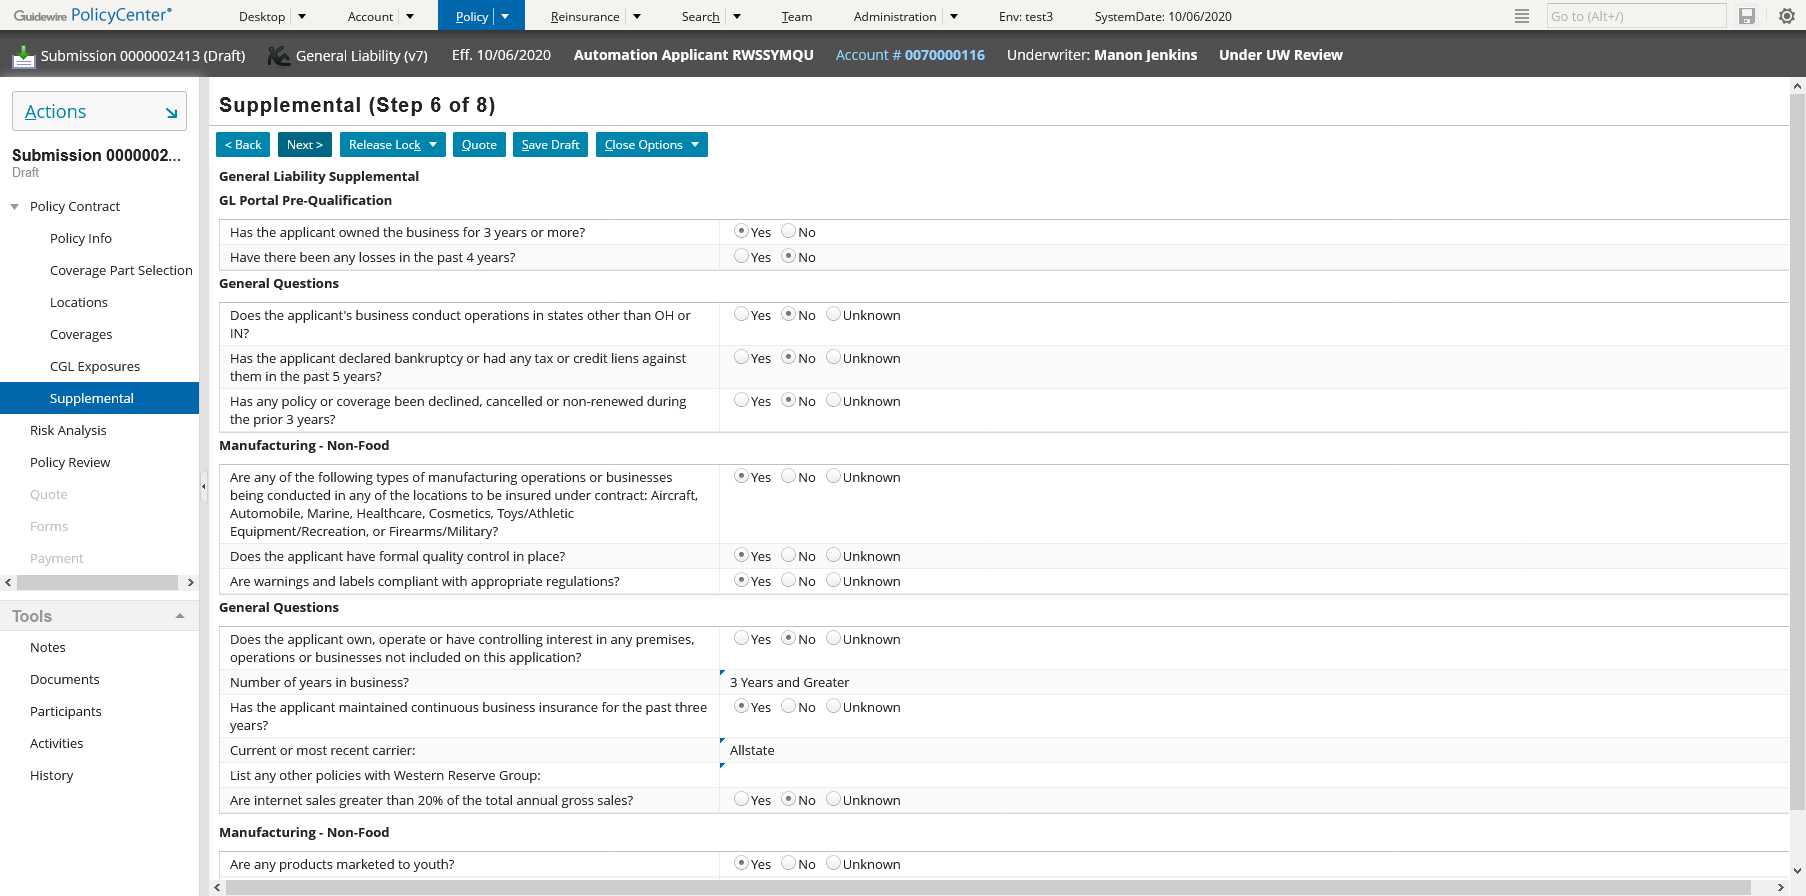 Guidewire PolicyCenter® Desktop Account Policy Reinsurance Search Team Administration Env: test3 SystemDate: 10/06/2020 Go to (Alt+/)
Submission 0000002413 (Draft) General Liability (v7) Eff. 10/06/2020 Automation Applicant RWSSYMQU Account # 0070000116 Underwriter: Manon Jenkins Under UW Review
Actions
Submission 0000002...
Draft
Policy Contract
Policy Info
Coverage Part Selection
Locations
Coverages
CGL Exposures
Supplemental
Risk Analysis
Policy Review
Quote
Forms
Payment
Tools
Notes
Documents
Participants
Activities
History
Supplemental (Step 6 of 8)
< Back Next > Release Lock Quote Save Draft Close Options
General Liability Supplemental
GL Portal Pre-Qualification
Has the applicant owned the business for 3 years or more? Yes No
Have there been any losses in the past 4 years? Yes No
General Questions
Does the applicant's business conduct operations in states other than OH or Yes No Unknown
IN?
Has the applicant declared bankruptcy or had any tax or credit liens against Yes No Unknown
them in the past 5 years?
Has any policy or coverage been declined, cancelled or non-renewed during Yes No Unknown
the prior 3 years?
Manufacturing - Non-Food
Are any of the following types of manufacturing operations or businesses Yes No Unknown
being conducted in any of the locations to be insured under contract: Aircraft,
Automobile, Marine, Healthcare, Cosmetics, Toys/Athletic
Equipment/Recreation, or Firearms/Military?
Does the applicant have formal quality control in place? Yes No Unknown
Are warnings and labels compliant with appropriate regulations? Yes No Unknown
General Questions
Does the applicant own, operate or have controlling interest in any premises, Yes No Unknown
operations or businesses not included on this application?
Number of years in business? 3 Years and Greater
Has the applicant maintained continuous business insurance for the past three Yes No Unknown
years?
Current or most recent carrier: Allstate
List any other policies with Western Reserve Group:
Are internet sales greater than 20% of the total annual gross sales? Yes No Unknown
Manufacturing - Non-Food
Are any products marketed to youth? Yes No Unknown